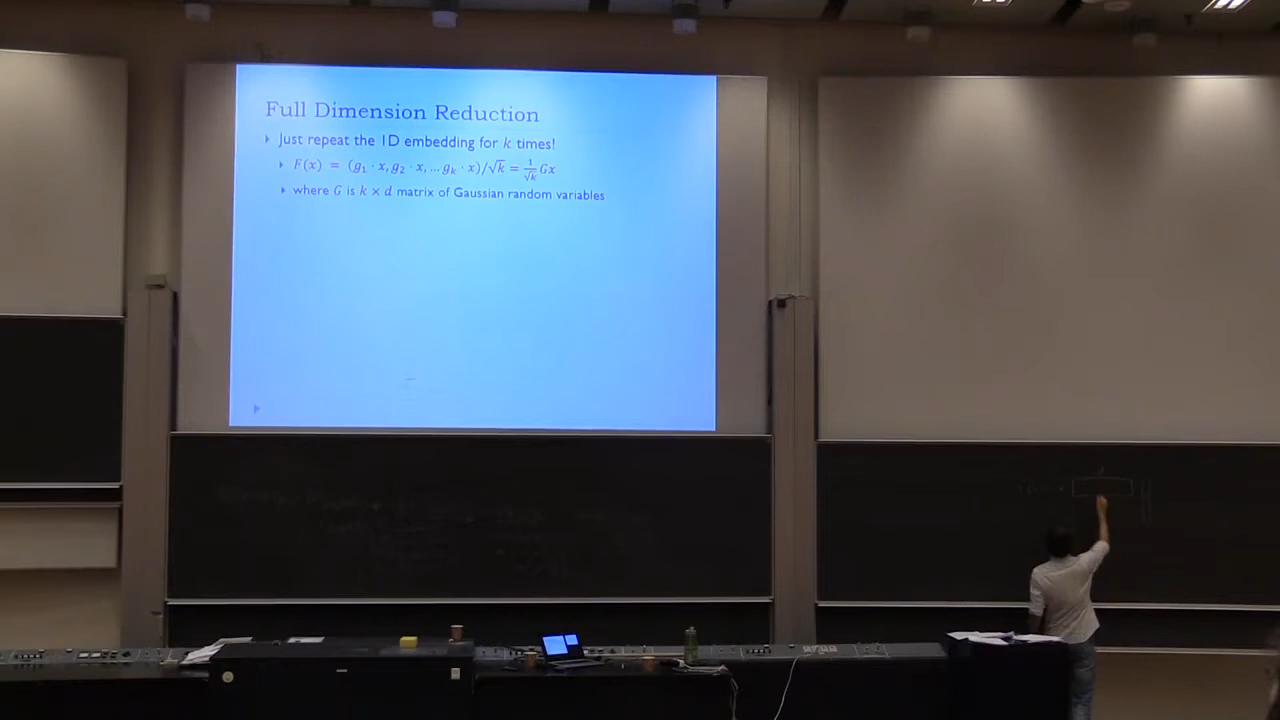 Full Dimension Reduction
Just repeat the 1D embedding for k times!
F(x) = (g₁ · x, g₂ · x, … gₖ · x)/√k = 1/√k Gx
where G is k × d matrix of Gaussian random variables